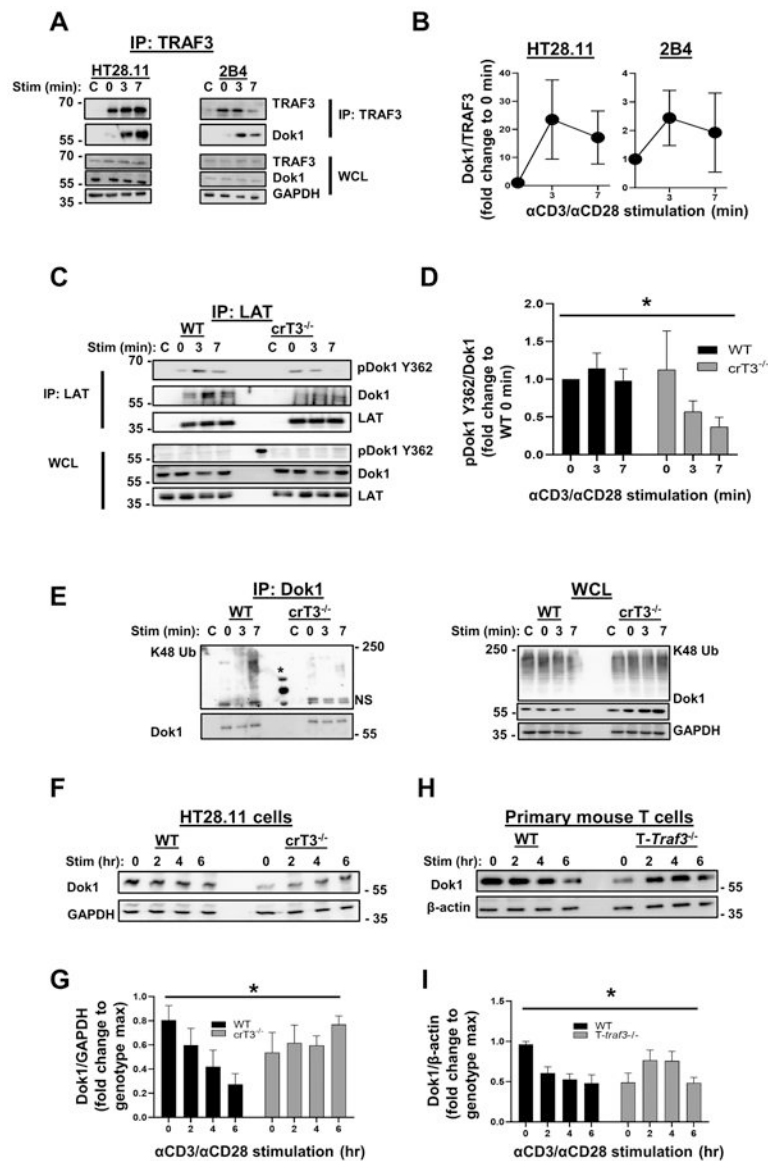 A
IP: TRAF3
HT28.11 2B4
Stim (min): C 0 3 7 C 0 3 7
70 -
55 -
TRAF3
Dok1
IP: TRAF3
70 -
55 -
35 -
TRAF3
Dok1
GAPDH
WCL
B
HT28.11 2B4
Dok1/TRAF3
(fold change to 0 min)
40
30
20
10
0
6
4
2
0
3 7 3 7
αCD3/αCD28 stimulation (min)
C
IP: LAT
WT crT3-/-
Stim (min): C 0 3 7 C 0 3 7
70 -
55 -
35 -
IP: LAT
pDok1 Y362
Dok1
LAT
WCL
55 -
55 -
35 -
pDok1 Y362
Dok1
LAT
D
pDok1 Y362/Dok1
(fold change to
WT 0 min)
2.0
1.5
1.0
0.5
0.0
*
WT
crT3-/-
0 3 7 0 3 7
αCD3/αCD28 stimulation (min)
E
IP: Dok1
WT crT3-/-
Stim (min): C 0 3 7 C 0 3 7
K48 Ub
- 250
*
NS
Dok1
- 55
WCL
WT crT3-/-
Stim (min): C 0 3 7 C 0 3 7
250 -
K48 Ub
55 -
Dok1
35 -
GAPDH
F
HT28.11 cells
WT crT3-/-
Stim (hr): 0 2 4 6 0 2 4 6
Dok1
- 55
GAPDH
- 35
H
Primary mouse T cells
WT T-Traf3-/-
Stim (hr): 0 2 4 6 0 2 4 6
Dok1
- 55
β-actin
- 35
G
Dok1/GAPDH
(fold change to
genotype max)
1.0
0.8
0.6
0.4
0.2
0.0
*
WT
crT3-/-
0 2 4 6 0 2 4 6
αCD3/αCD28 stimulation (hr)
I
Dok1/β-actin
(fold change to
genotype max)
1.5
1.0
0.5
0.0
*
WT
T-traf3-/-
0 2 4 6 0 2 4 6
αCD3/αCD28 stimulation (hr)